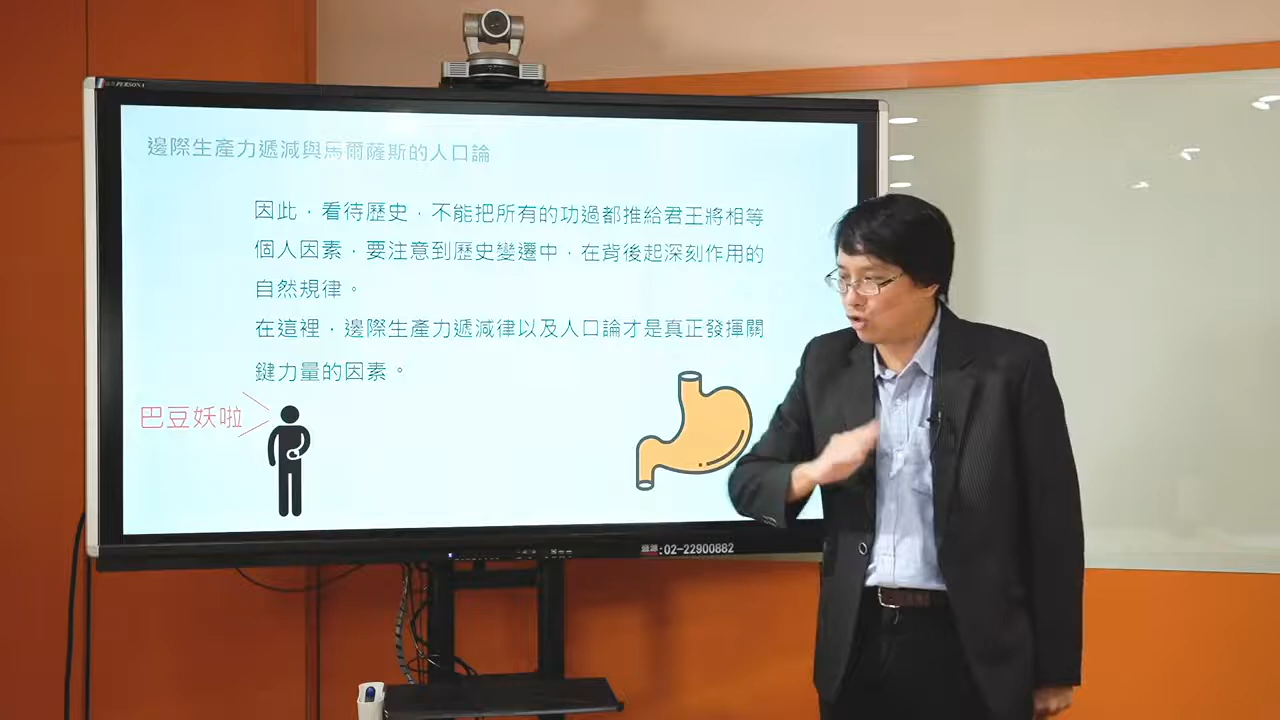 PERSONA
邊際生產力遞減與馬爾薩斯的人口論
因此，看待歷史，不能把所有的功過都推給君王將相等
個人因素，要注意到歷史變遷中，在背後起深刻作用的
自然規律。
在這裡，邊際生產力遞減律以及人口論才是真正發揮關
鍵力量的因素。
巴豆妖啦
:02-22900882